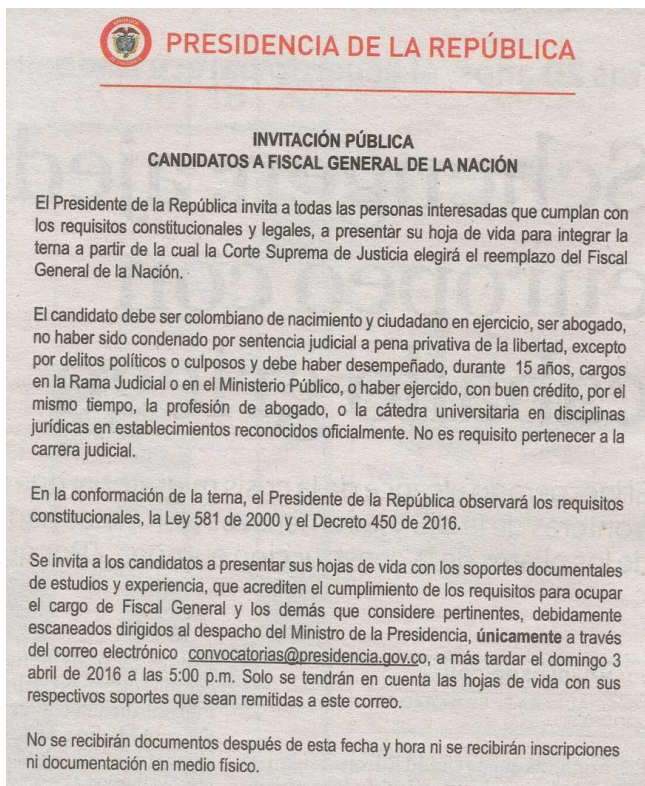 PRESIDENCIA DE LA REPÚBLICA
INVITACIÓN PÚBLICA
CANDIDATOS A FISCAL GENERAL DE LA NACIÓN
El Presidente de la República invita a todas las personas interesadas que cumplan con
los requisitos constitucionales y legales, a presentar su hoja de vida para integrar la
terna a partir de la cual la Corte Suprema de Justicia elegirá el reemplazo del Fiscal
General de la Nación.
El candidato debe ser colombiano de nacimiento y ciudadano en ejercicio, ser abogado,
no haber sido condenado por sentencia judicial a pena privativa de la libertad, excepto
por delitos políticos o culposos y debe haber desempeñado, durante 15 años, cargos
en la Rama Judicial o en el Ministerio Público, o haber ejercido, con buen crédito, por el
mismo tiempo, la profesión de abogado, o la cátedra universitaria en disciplinas
jurídicas en establecimientos reconocidos oficialmente. No es requisito pertenecer a la
carrera judicial.
En la conformación de la terna, el Presidente de la República observará los requisitos
constitucionales, la Ley 581 de 2000 y el Decreto 450 de 2016.
Se invita a los candidatos a presentar sus hojas de vida con los soportes documentales
de estudios y experiencia, que acrediten el cumplimiento de los requisitos para ocupar
el cargo de Fiscal General y los demás que considere pertinentes, debidamente
escaneados dirigidos al despacho del Ministro de la Presidencia, únicamente a través
del correo electrónico convocatorias@presidencia.gov.co, a más tardar el domingo 3
abril de 2016 a las 5:00 p.m. Solo se tendrán en cuenta las hojas de vida con sus
respectivos soportes que sean remitidas a este correo.
No se recibirán documentos después de esta fecha y hora ni se recibirán inscripciones
ni documentación en medio físico.